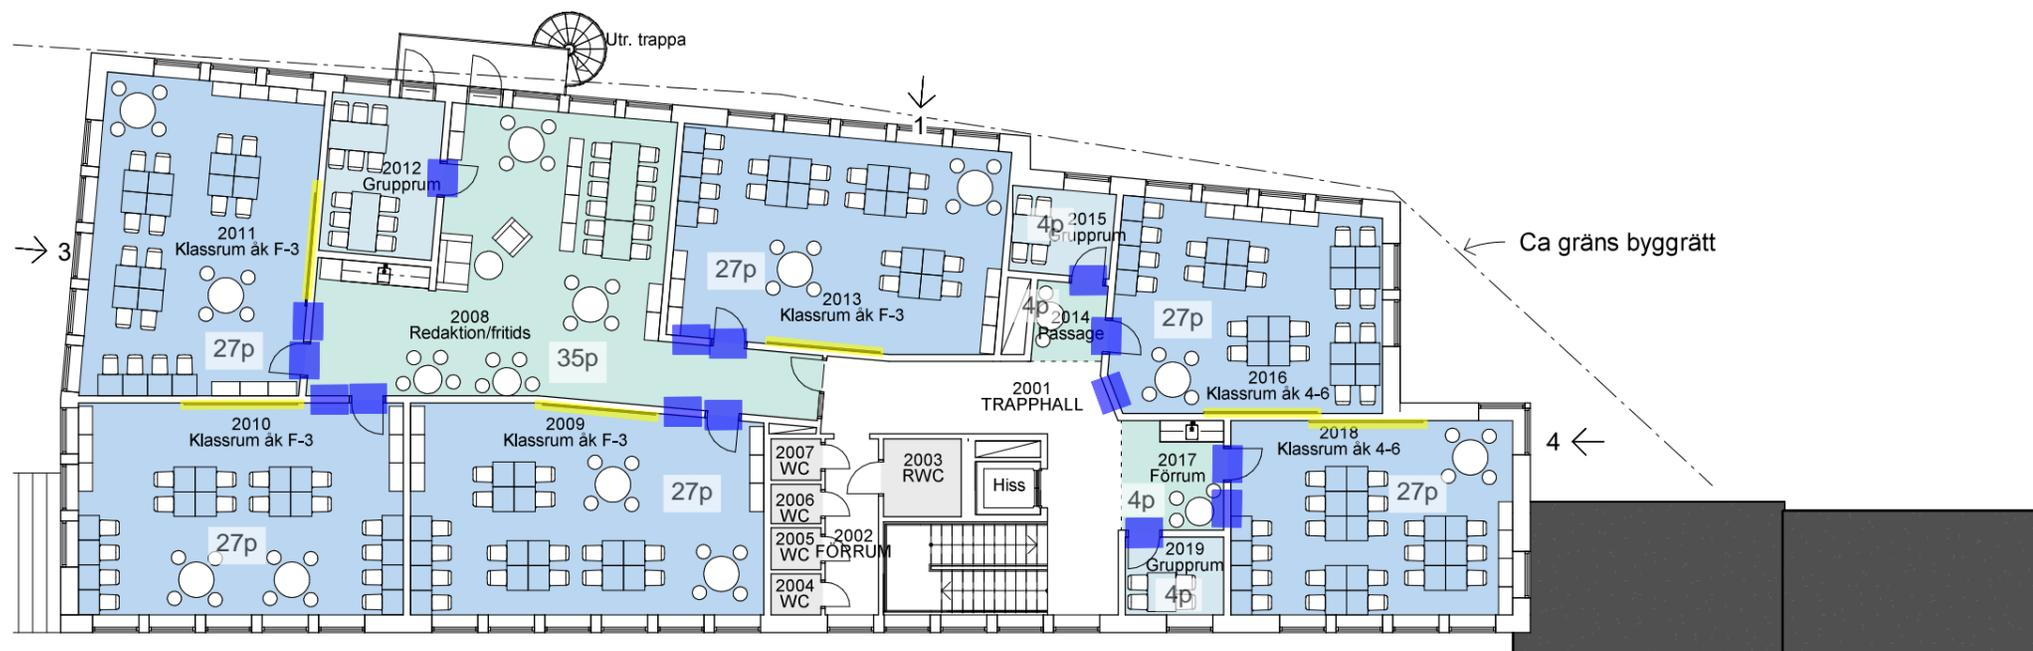 Utr. trappa
1
2012
Grupprum
2011
Klassrum åk F-3
3
4p
2015
Grupprum
Ca gräns byggrätt
27p
2013
Klassrum åk F-3
2008
Redaktion/fritids
4p
2014
Passage
27p
27p
35p
2016
Klassrum åk 4-6
2001
TRAPPHALL
2010
Klassrum åk F-3
2009
Klassrum åk F-3
2018
Klassrum åk 4-6
4
2007
WC
2003
RWC
2017
Förrum
Hiss
27p
27p
4p
2006
WC
27p
2005
WC
2002
FÖRRUM
2019
Grupprum
2004
WC
4p